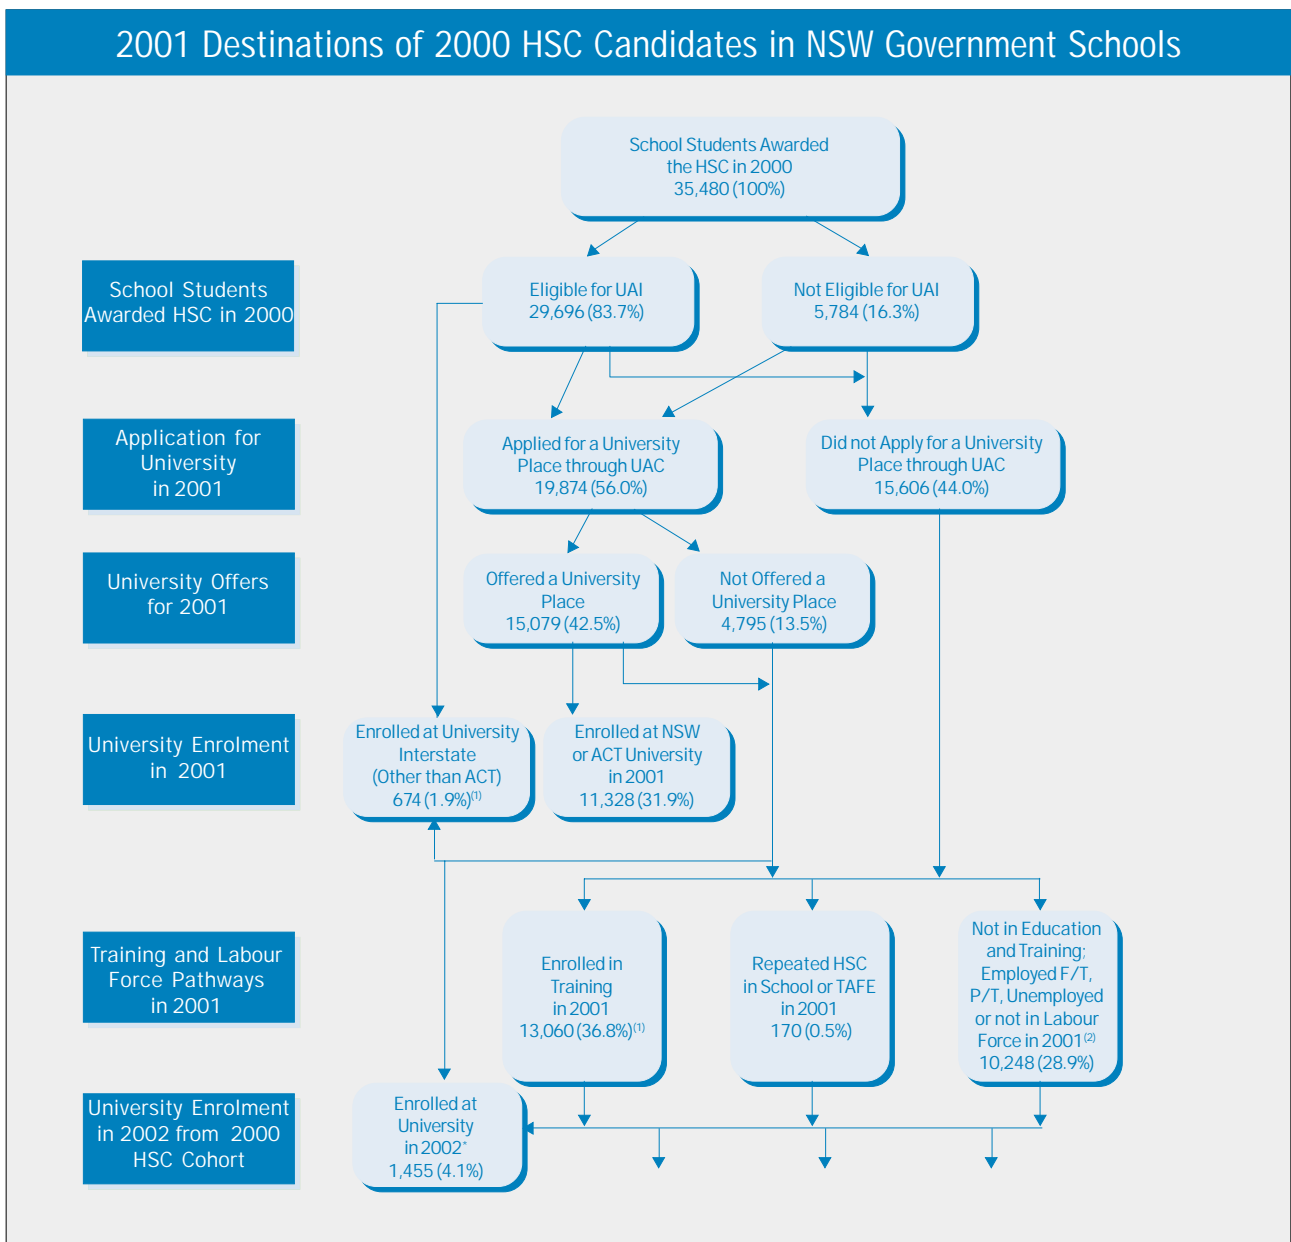 2001 Destinations of 2000 HSC Candidates in NSW Government Schools
School Students Awarded
the HSC in 2000
35,480 (100%)
School Students
Awarded HSC in 2000
Eligible for UAI
29,696 (83.7%)
Not Eligible for UAI
5,784 (16.3%)
Application for
University
in 2001
Applied for a University
Place through UAC
19,874 (56.0%)
Did not Apply for a University
Place through UAC
15,606 (44.0%)
University Offers
for 2001
Offered a University
Place
15,079 (42.5%)
Not Offered a
University Place
4,795 (13.5%)
University Enrolment
in 2001
Enrolled at University
Interstate
(Other than ACT)
674 (1.9%)(1)
Enrolled at NSW
or ACT University
in 2001
11,328 (31.9%)
Training and Labour
Force Pathways
in 2001
Enrolled in
Training
in 2001
13,060 (36.8%)(1)
Repeated HSC
in School or TAFE
in 2001
170 (0.5%)
Not in Education
and Training;
Employed F/T,
P/T, Unemployed
or not in Labour
Force in 2001(2)
10,248 (28.9%)
University Enrolment
in 2002 from 2000
HSC Cohort
Enrolled at
University
in 2002*
1,455 (4.1%)